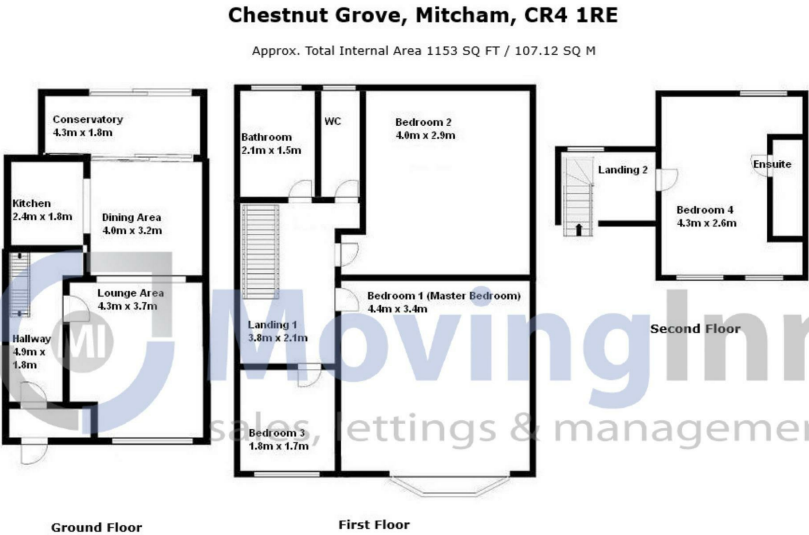 Chestnut Grove, Mitcham, CR4 1RE
Approx. Total Internal Area 1153 SQ FT / 107.12 SQ M
Conservatory
4.3m x 1.8m
Kitchen
2.4m x 1.8m
Dining Area
4.0m x 3.2m
Lounge Area
4.3m x 3.7m
Hallway
4.9m x
1.8m
Ground Floor
Bathroom
2.1m x 1.5m
WC
Bedroom 2
4.0m x 2.9m
Landing 1
3.8m x 2.1m
Bedroom 1 (Master Bedroom)
4.4m x 3.4m
Bedroom 3
1.8m x 1.7m
First Floor
Landing 2
Ensuite
Bedroom 4
4.3m x 2.6m
Second Floor
MI
MovingInn
sales, lettings & managemen